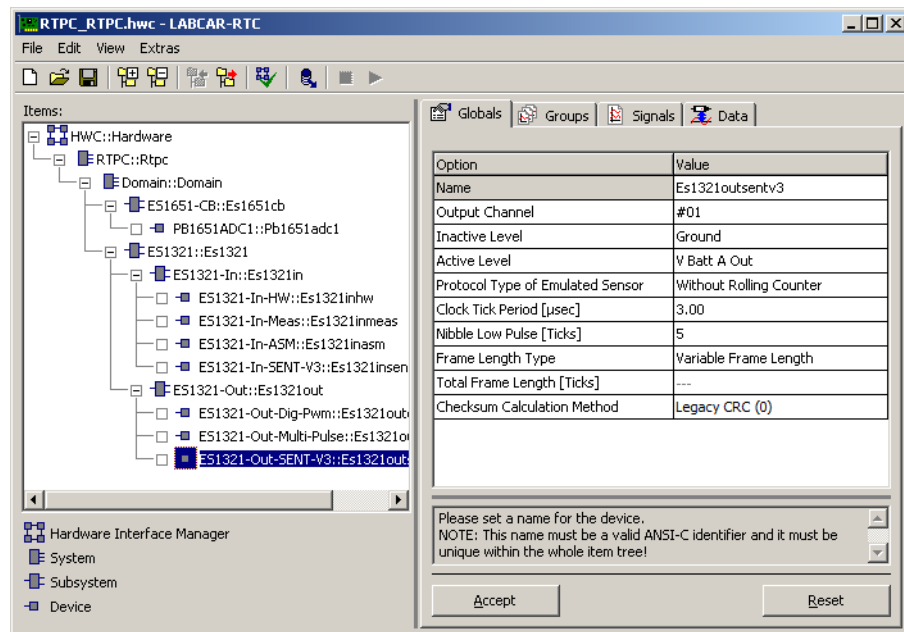 RTPC_RTPC.hwc - LABCAR-RTC
File Edit View Extras
Items:
HWC::Hardware
RTPC::Rtpc
Domain::Domain
ES1651-CB::Es1651cb
PB1651ADC1::Pb1651adc1
ES1321::Es1321
ES1321-In::Es1321in
ES1321-In-HW::Es1321inhw
ES1321-In-Meas::Es1321inmeas
ES1321-In-ASM::Es1321inasm
ES1321-In-SENT-V3::Es1321insen
ES1321-Out::Es1321out
ES1321-Out-Dig-Pwm::Es1321out
ES1321-Out-Multi-Pulse::Es1321o
ES1321-Out-SENT-V3::Es1321out
Hardware Interface Manager
System
Subsystem
Device
Globals Groups Signals Data
Option Value
Name Es1321outsentv3
Output Channel #01
Inactive Level Ground
Active Level V Batt A Out
Protocol Type of Emulated Sensor Without Rolling Counter
Clock Tick Period [µsec] 3.00
Nibble Low Pulse [Ticks] 5
Frame Length Type Variable Frame Length
Total Frame Length [Ticks] ---
Checksum Calculation Method Legacy CRC (0)
Please set a name for the device.
NOTE: This name must be a valid ANSI-C identifier and it must be
unique within the whole item tree!
Accept Reset